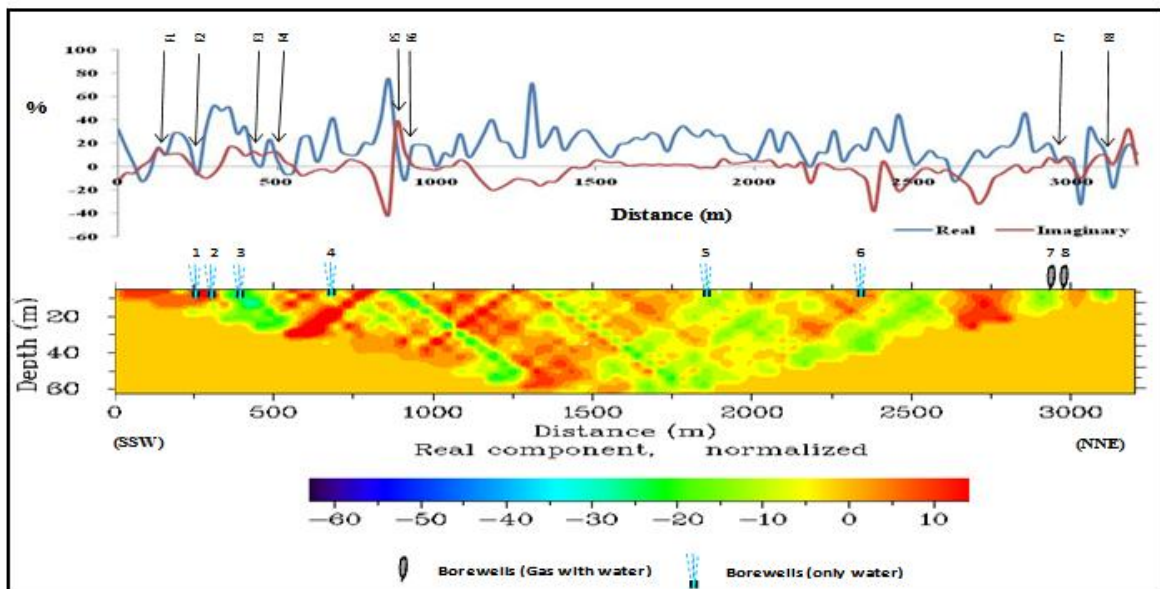 F1 F2 F3 F4 F5 F6 F7 F8
100
80
60
%
40
20
0
0 500 1000 1500 2000 2500 3000
-20
Distance (m)
-40
Real Imaginary
-60
1 2 3 4 5 6 7 8
Depth (m)
20
40
60
0 500 1000 1500 2000 2500 3000
(SSW) Distance (m) (NNE)
Real component, normalized
-60 -50 -40 -30 -20 -10 0 10
Borewells (Gas with water) Borewells (only water)